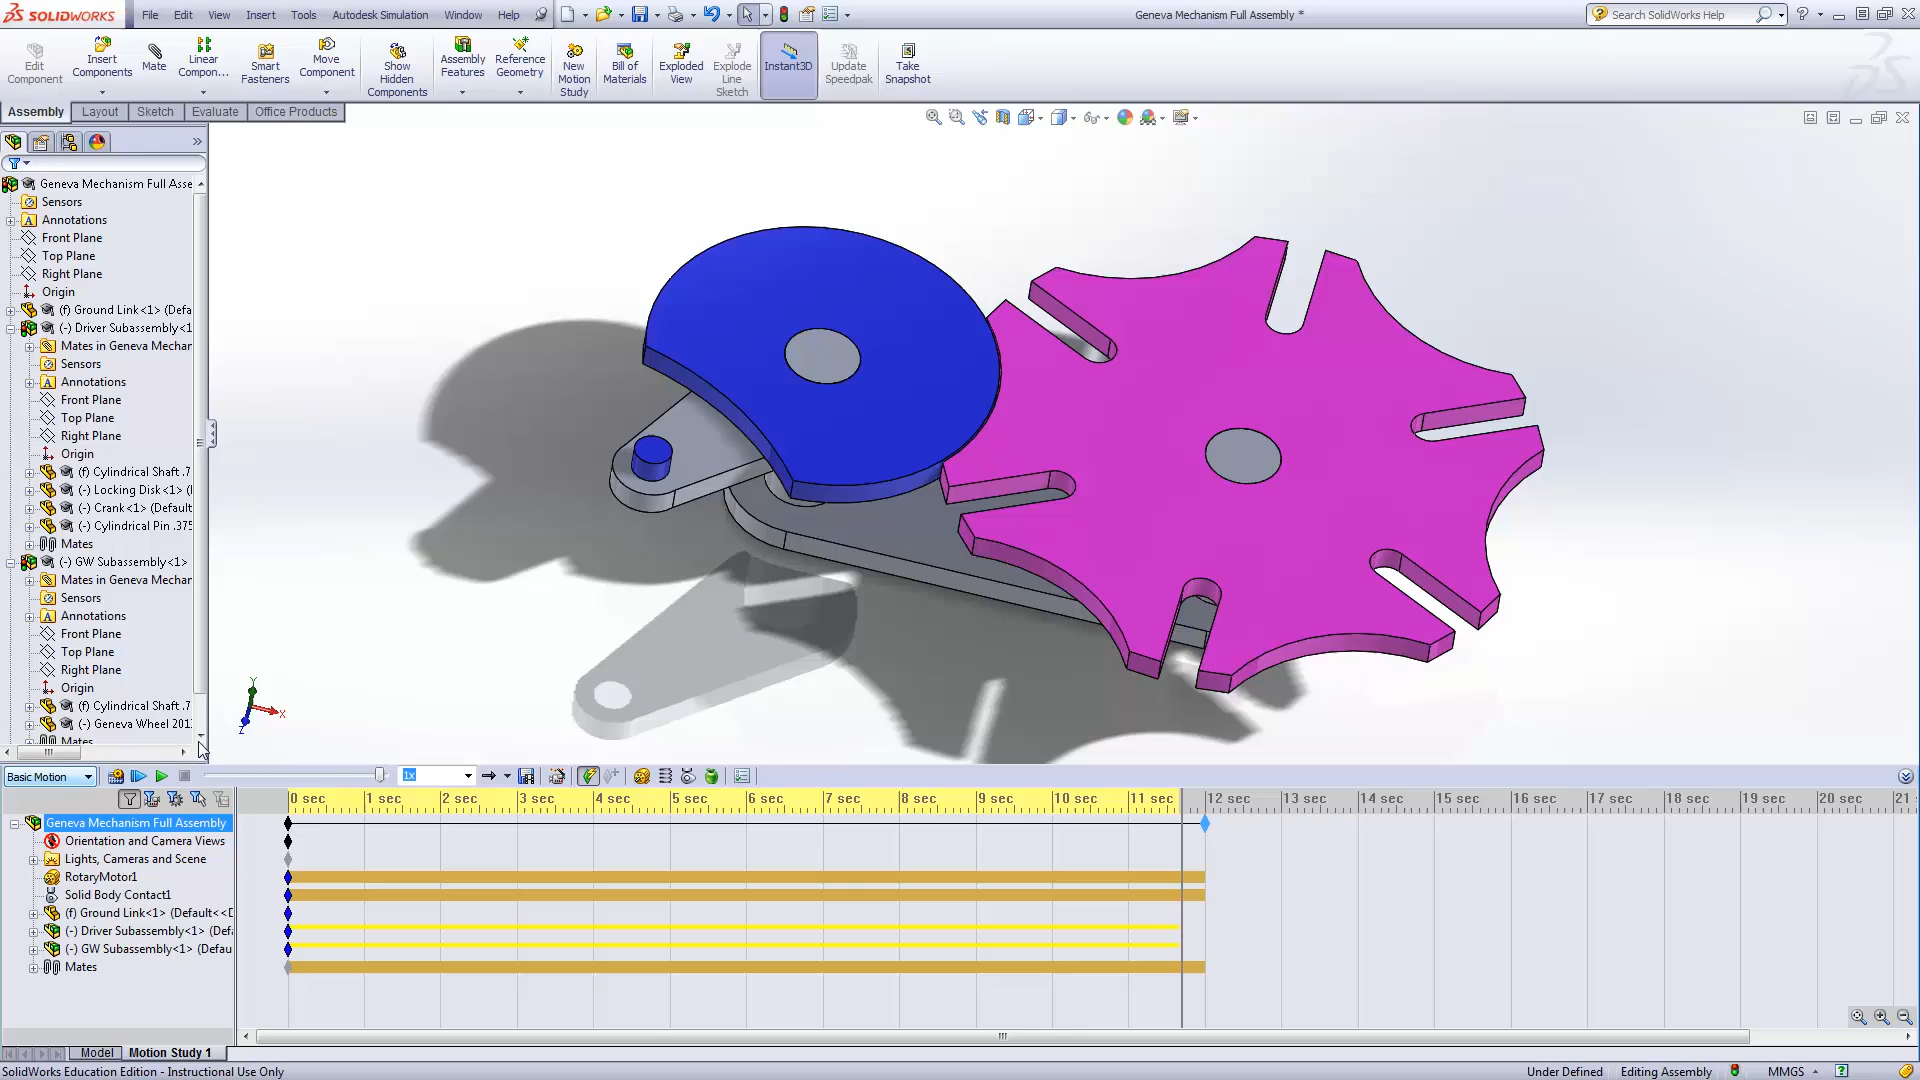 SOLIDWORKS File Edit View Insert Tools Autodesk Simulation Window Help Geneva Mechanism Full Assembly * Search SolidWorks Help
Edit Component
Insert Components
Mate
Linear Compon...
Smart Fasteners
Move Component
Show Hidden Components
Assembly Features
Reference Geometry
New Motion Study
Bill of Materials
Exploded View
Explode Line Sketch
Instant3D
Update Speedpak
Take Snapshot
Assembly Layout Sketch Evaluate Office Products
Geneva Mechanism Full Asse
Sensors
Annotations
Front Plane
Top Plane
Right Plane
Origin
(f) Ground Link<1> (Defa
(-) Driver Subassembly<1
Mates in Geneva Mechar
Sensors
Annotations
Front Plane
Top Plane
Right Plane
Origin
(f) Cylindrical Shaft .7
(-) Locking Disk<1> (
(-) Crank<1> (Default
(-) Cylindrical Pin .375
Mates
(-) GW Subassembly<1>
Mates in Geneva Mechar
Sensors
Annotations
Front Plane
Top Plane
Right Plane
Origin
(f) Cylindrical Shaft .7
(-) Geneva Wheel 201
Mates
Y
X
Z
Basic Motion 1x
0 sec 1 sec 2 sec 3 sec 4 sec 5 sec 6 sec 7 sec 8 sec 9 sec 10 sec 11 sec 12 sec 13 sec 14 sec 15 sec 16 sec 17 sec 18 sec 19 sec 20 sec 21
Geneva Mechanism Full Assembly
Orientation and Camera Views
Lights, Cameras and Scene
RotaryMotor1
Solid Body Contact1
(f) Ground Link<1> (Default<<D
(-) Driver Subassembly<1> (Defa
(-) GW Subassembly<1> (Defau
Mates
Model Motion Study 1
SolidWorks Education Edition - Instructional Use Only Under Defined Editing Assembly MMGS